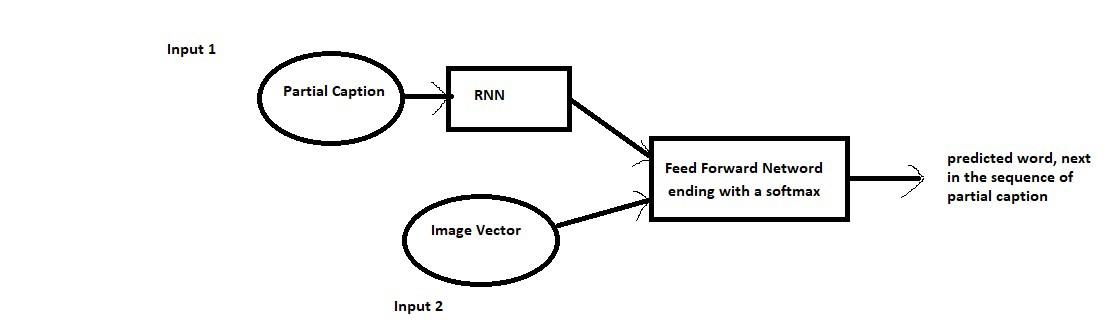 Input 1
Partial Caption
RNN
Feed Forward Netword
ending with a softmax
predicted word, next
in the sequence of
partial caption
Image Vector
Input 2